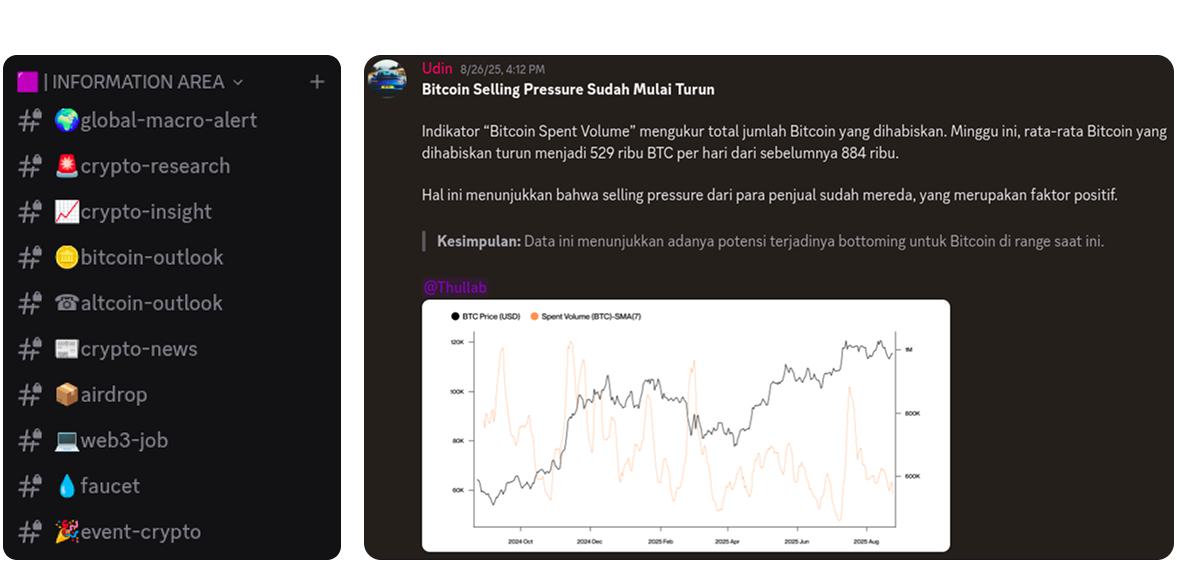 | INFORMATION AREA
global-macro-alert
crypto-research
crypto-insight
bitcoin-outlook
altcoin-outlook
crypto-news
airdrop
web3-job
faucet
event-crypto
Udin 8/26/25, 4:12 PM
Bitcoin Selling Pressure Sudah Mulai Turun
Indikator “Bitcoin Spent Volume” mengukur total jumlah Bitcoin yang dihabiskan. Minggu ini, rata-rata Bitcoin yang
dihabiskan turun menjadi 529 ribu BTC per hari dari sebelumnya 884 ribu.
Hal ini menunjukkan bahwa selling pressure dari para penjual sudah mereda, yang merupakan faktor positif.
Kesimpulan: Data ini menunjukkan adanya potensi terjadinya bottoming untuk Bitcoin di range saat ini.
@Thullab
BTC Price (USD) Spent Volume (BTC)-SMA(7)
120K
100K
80K
60K
1M
800K
600K
2024 Oct 2024 Dec 2025 Feb 2025 Apr 2025 Jun 2025 Aug